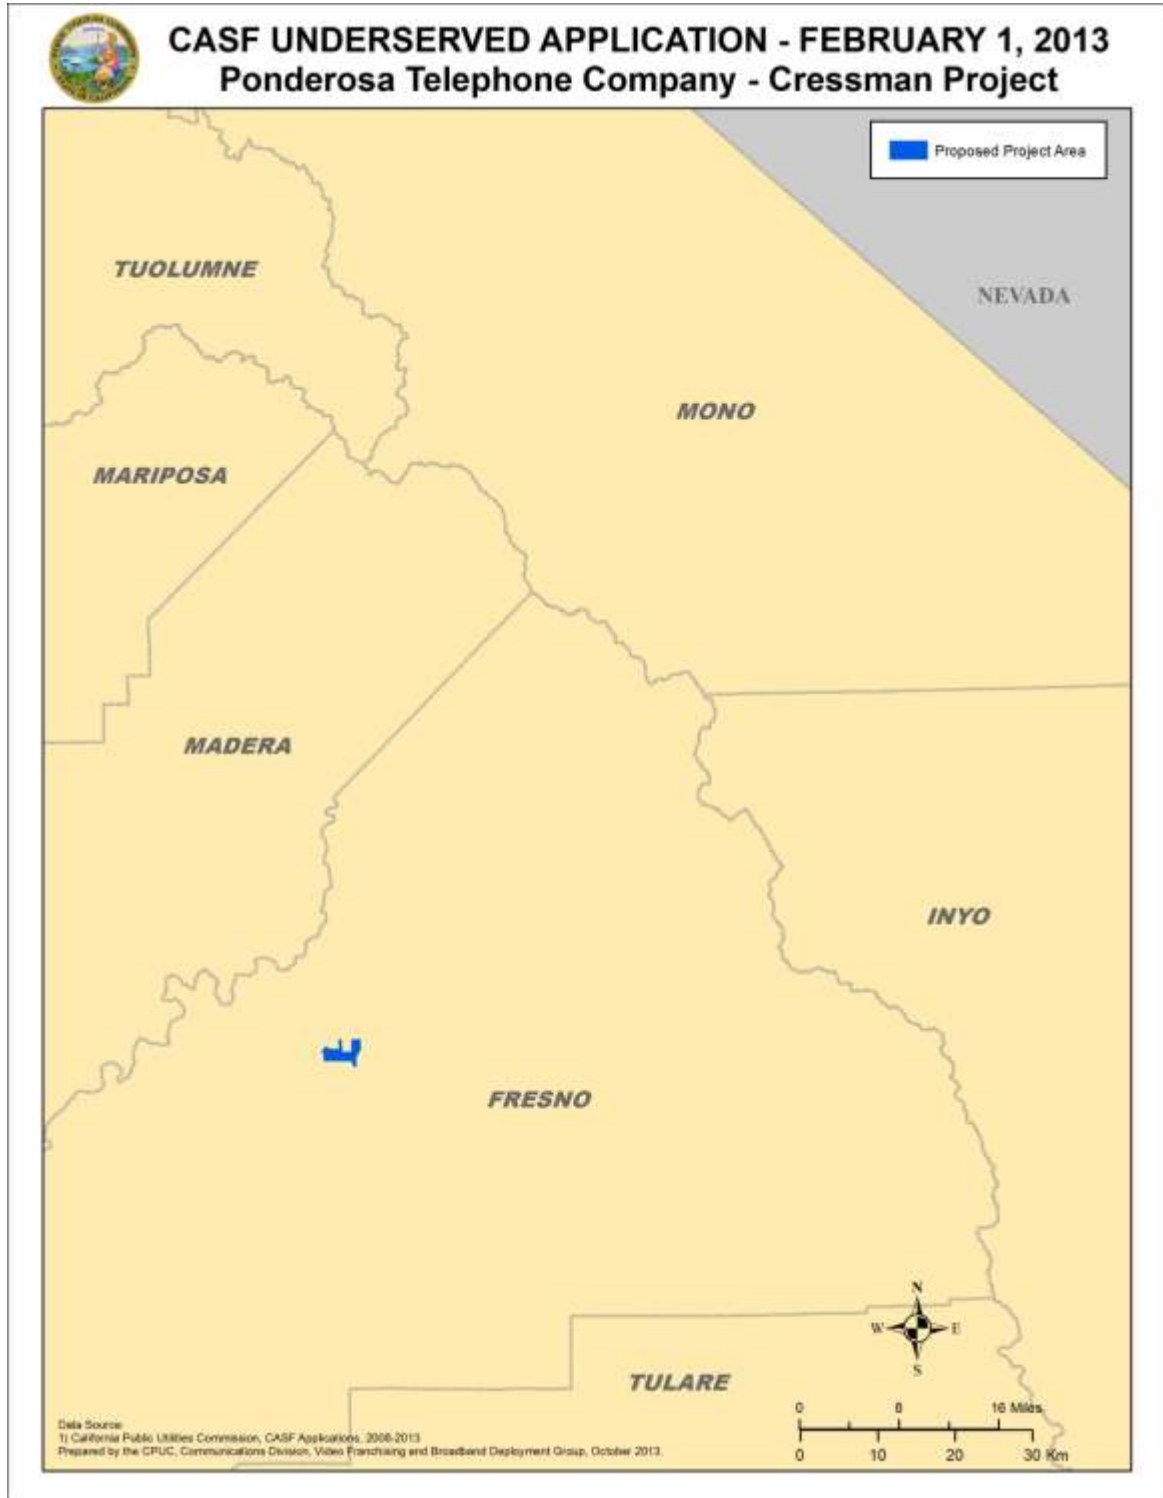 CASF UNDERSERVED APPLICATION - FEBRUARY 1, 2013
Ponderosa Telephone Company - Cressman Project
Proposed Project Area
TUOLUMNE
NEVADA
MONO
MARIPOSA
MADERA
INYO
FRESNO
N
W E
S
TULARE
0 8 16 Miles
0 10 20 30 Km
Data Source:
1) California Public Utilities Commission, CASF Applications, 2008-2013
Prepared by the CPUC, Communications Division, Video Franchising and Broadband Deployment Group, October 2013.